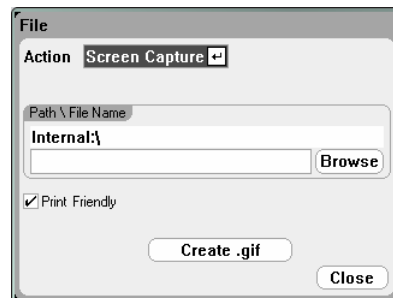 File
Action Screen Capture
Path \ File Name
Internal:\
Browse
Print Friendly
Create .gif
Close